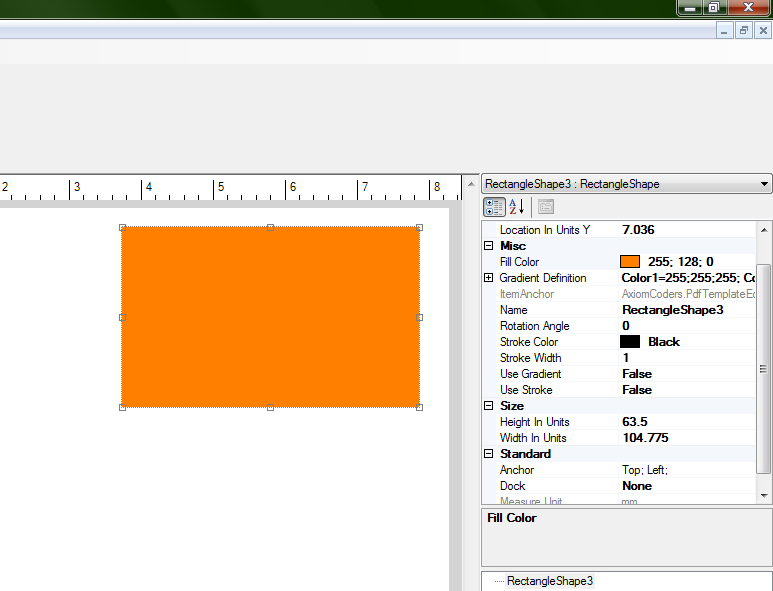 2 3 4 5 6 7 8
RectangleShape3 : RectangleShape
A
Z
Location In Units Y 7.036
Misc
Fill Color 255; 128; 0
Gradient Definition Color1=255;255;255; Co
ItemAnchor AxiomCoders.PdfTemplateEd
Name RectangleShape3
Rotation Angle 0
Stroke Color Black
Stroke Width 1
Use Gradient False
Use Stroke False
Size
Height In Units 63.5
Width In Units 104.775
Standard
Anchor Top; Left;
Dock None
Measure Unit mm
Fill Color
RectangleShape3